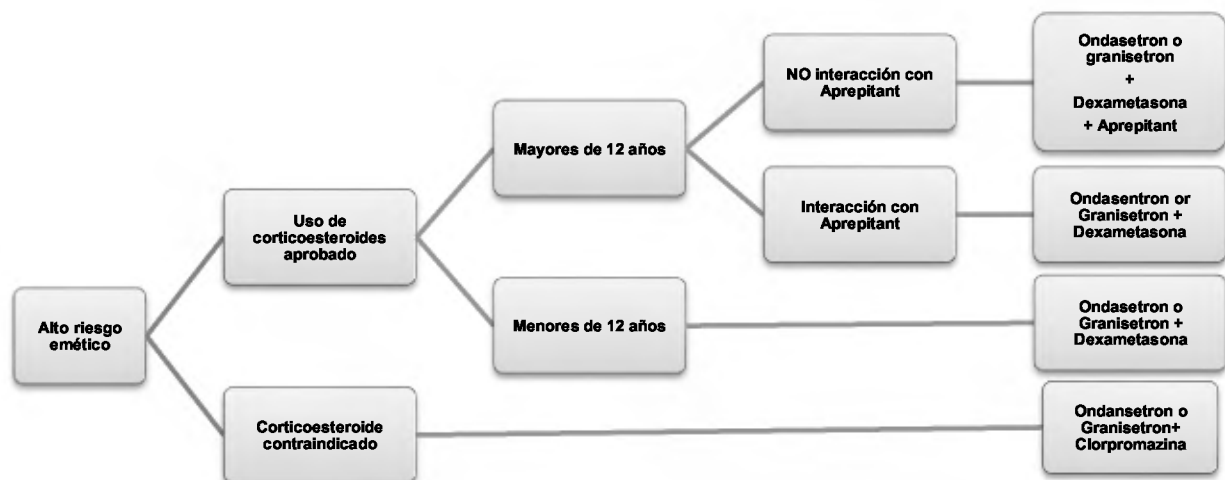 Alto riesgo
emético
Uso de
corticoesteroides
aprobado
Corticoesteroide
contraindicado
Mayores de 12 años
Menores de 12 años
NO interacción con
Aprepitant
Interacción con
Aprepitant
Ondasetron o
granisetron
+
Dexametasona
+ Aprepitant
Ondasentron or
Granisetron +
Dexametasona
Ondasetron o
Granisetron +
Dexametasona
Ondansetron o
Granisetron+
Clorpromazina